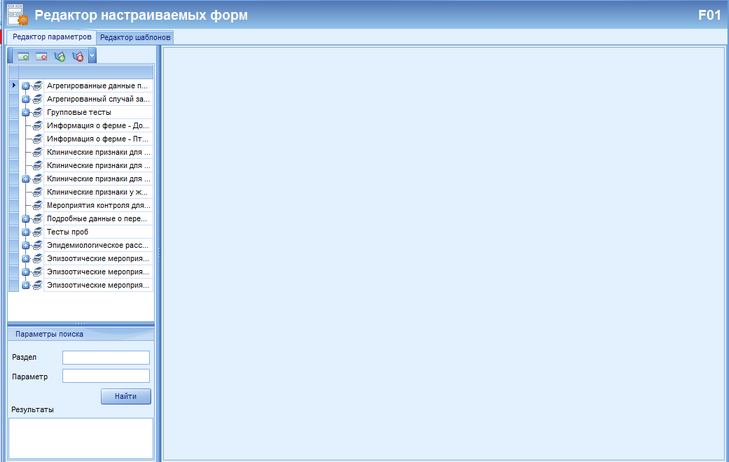 Редактор настраиваемых форм
F01
Редактор параметров
Редактор шаблонов
Агрегированные данные п...
Агрегированный случай за...
Групповые тесты
Информация о ферме - До...
Информация о ферме - Пт...
Клинические признаки для ...
Клинические признаки для ...
Клинические признаки для ...
Клинические признаки у ж...
Мероприятия контроля для...
Подробные данные о пере...
Тесты проб
Эпидемиологическое расс...
Эпизоотические мероприя...
Эпизоотические мероприя...
Эпизоотические мероприя...
Параметры поиска
Раздел
Параметр
Найти
Результаты